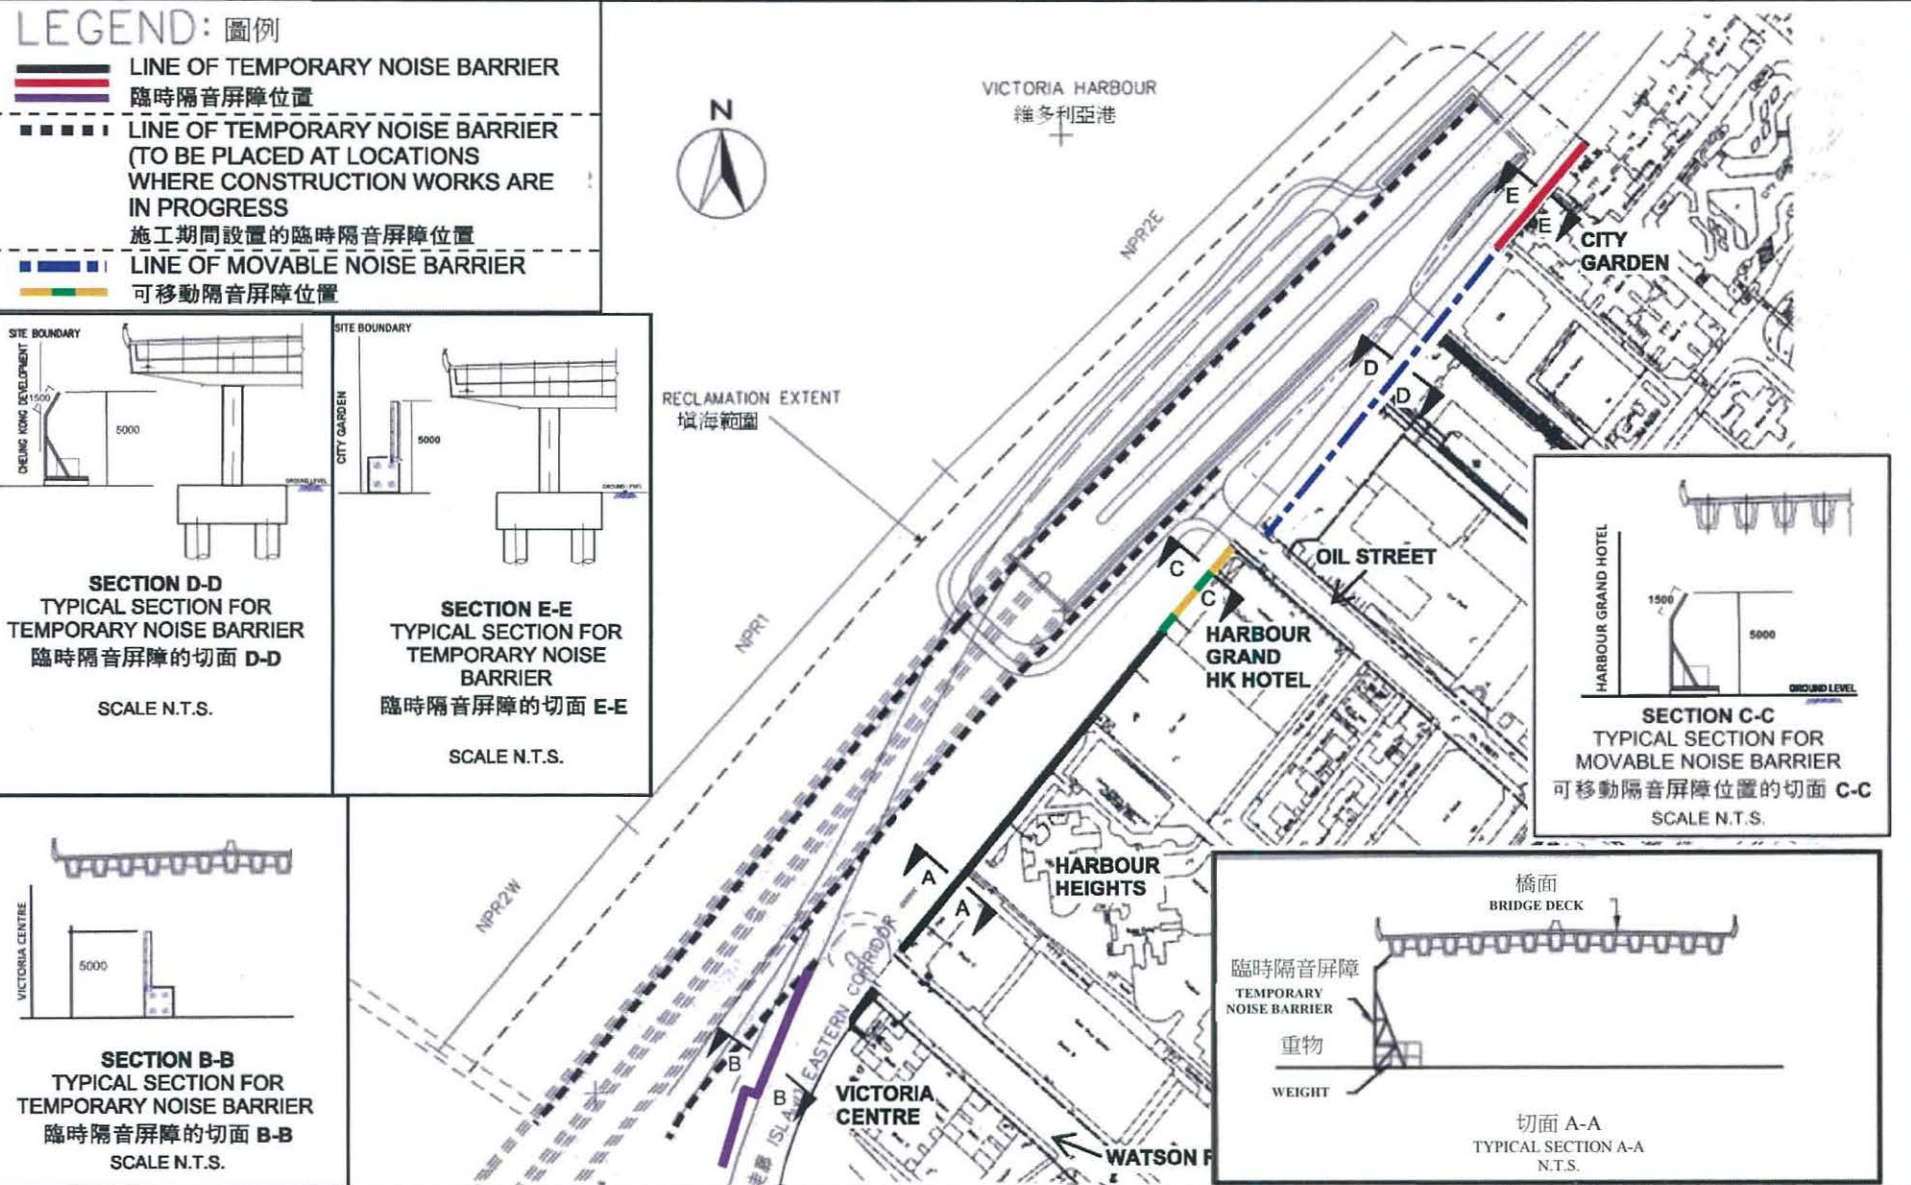 LEGEND: 圖例
LINE OF TEMPORARY NOISE BARRIER
臨時隔音屏障位置
LINE OF TEMPORARY NOISE BARRIER
(TO BE PLACED AT LOCATIONS
WHERE CONSTRUCTION WORKS ARE
IN PROGRESS
施工期間設置的臨時隔音屏障位置
LINE OF MOVABLE NOISE BARRIER
可移動隔音屏障位置
SITE BOUNDARY
CHEUNG KONG DEVELOPMENT
1500
5000
GROUND LEVEL
SECTION D-D
TYPICAL SECTION FOR
TEMPORARY NOISE BARRIER
臨時隔音屏障的切面 D-D
SCALE N.T.S.
SITE BOUNDARY
CITY GARDEN
5000
GROUND LEVEL
SECTION E-E
TYPICAL SECTION FOR
TEMPORARY NOISE
BARRIER
臨時隔音屏障的切面 E-E
SCALE N.T.S.
VICTORIA CENTRE
5000
SECTION B-B
TYPICAL SECTION FOR
TEMPORARY NOISE BARRIER
臨時隔音屏障的切面 B-B
SCALE N.T.S.
N
VICTORIA HARBOUR
維多利亞港
NPR2E
RECLAMATION EXTENT
填海範圍
NPR1
NPR2W
E
E
CITY
GARDEN
D
D
C
C
OIL STREET
HARBOUR
GRAND
HK HOTEL
A
A
HARBOUR
HEIGHTS
B
B
ISLAND EASTERN CORRIDOR
VICTORIA
CENTRE
WATSON R
HARBOUR GRAND HOTEL
1500
5000
GROUND LEVEL
SECTION C-C
TYPICAL SECTION FOR
MOVABLE NOISE BARRIER
可移動隔音屏障位置的切面 C-C
SCALE N.T.S.
橋面
BRIDGE DECK
臨時隔音屏障
TEMPORARY
NOISE BARRIER
重物
WEIGHT
切面 A-A
TYPICAL SECTION A-A
N.T.S.